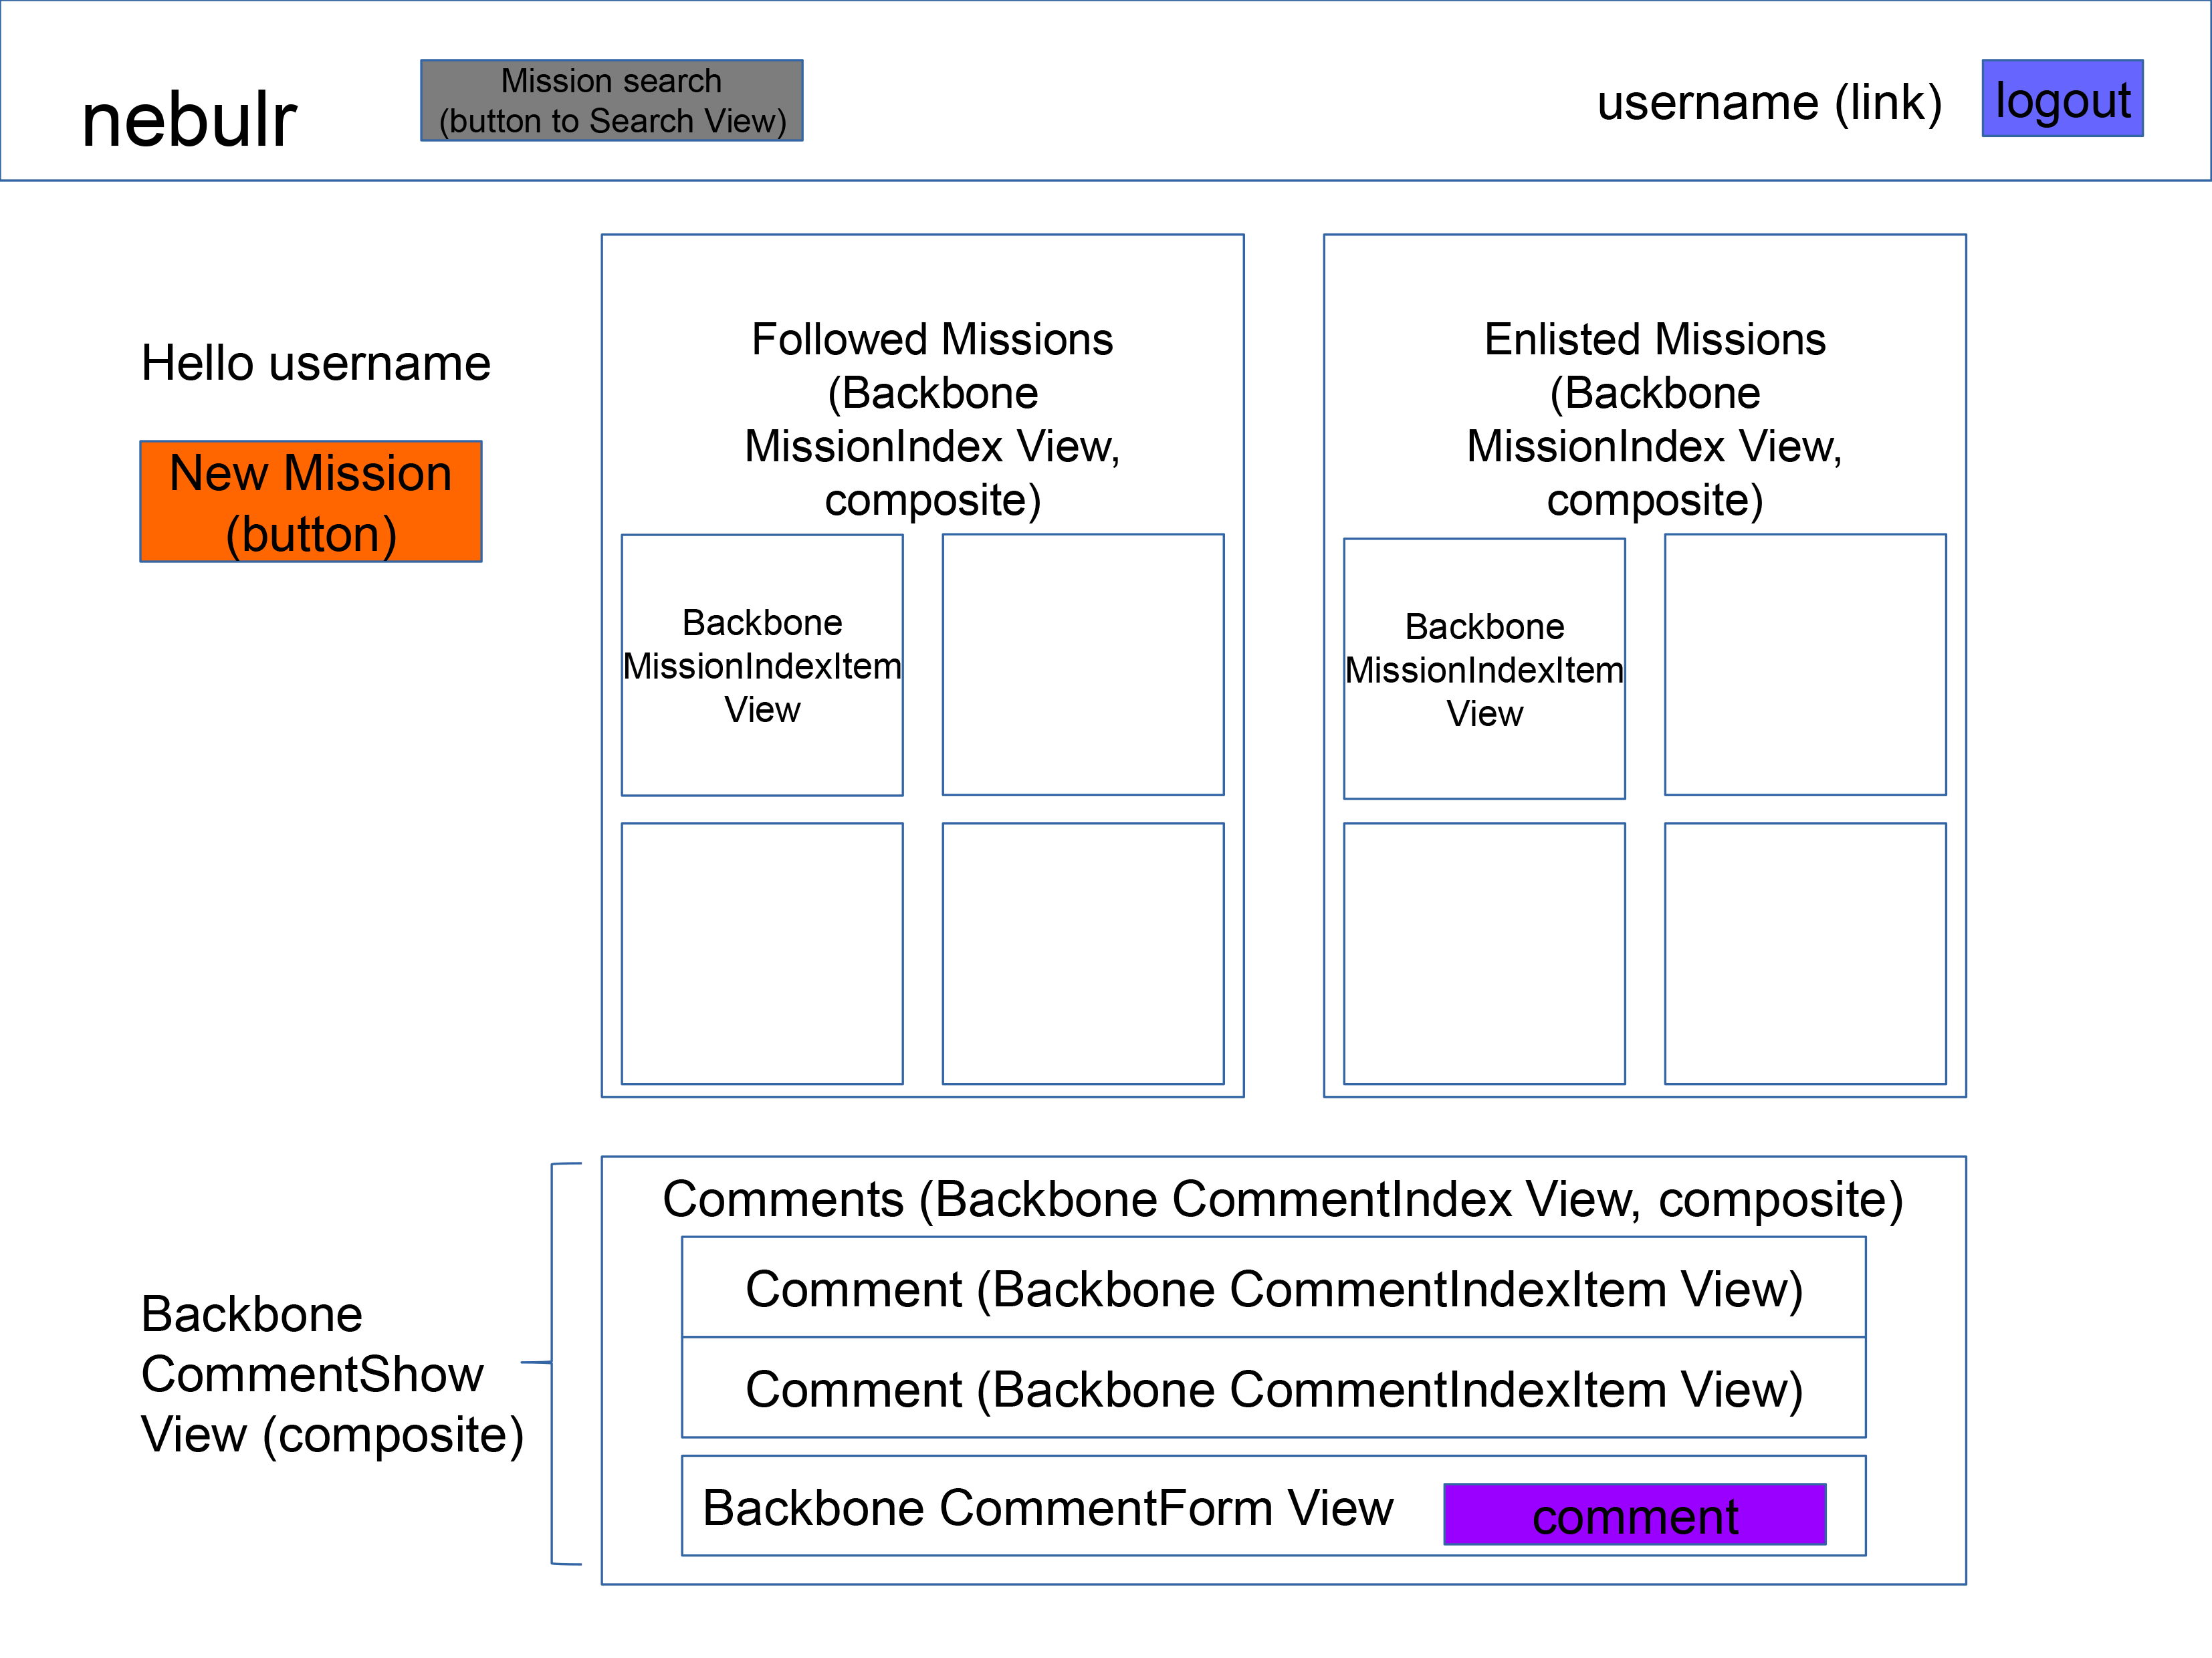 nebulr
Mission search
(button to Search View)
username (link)
logout
Hello username
New Mission
(button)
Followed Missions
(Backbone
MissionIndex View,
composite)
Backbone
MissionIndexItem
View
Enlisted Missions
(Backbone
MissionIndex View,
composite)
Backbone
MissionIndexItem
View
Backbone
CommentShow
View (composite)
Comments (Backbone CommentIndex View, composite)
Comment (Backbone CommentIndexItem View)
Comment (Backbone CommentIndexItem View)
Backbone CommentForm View
comment